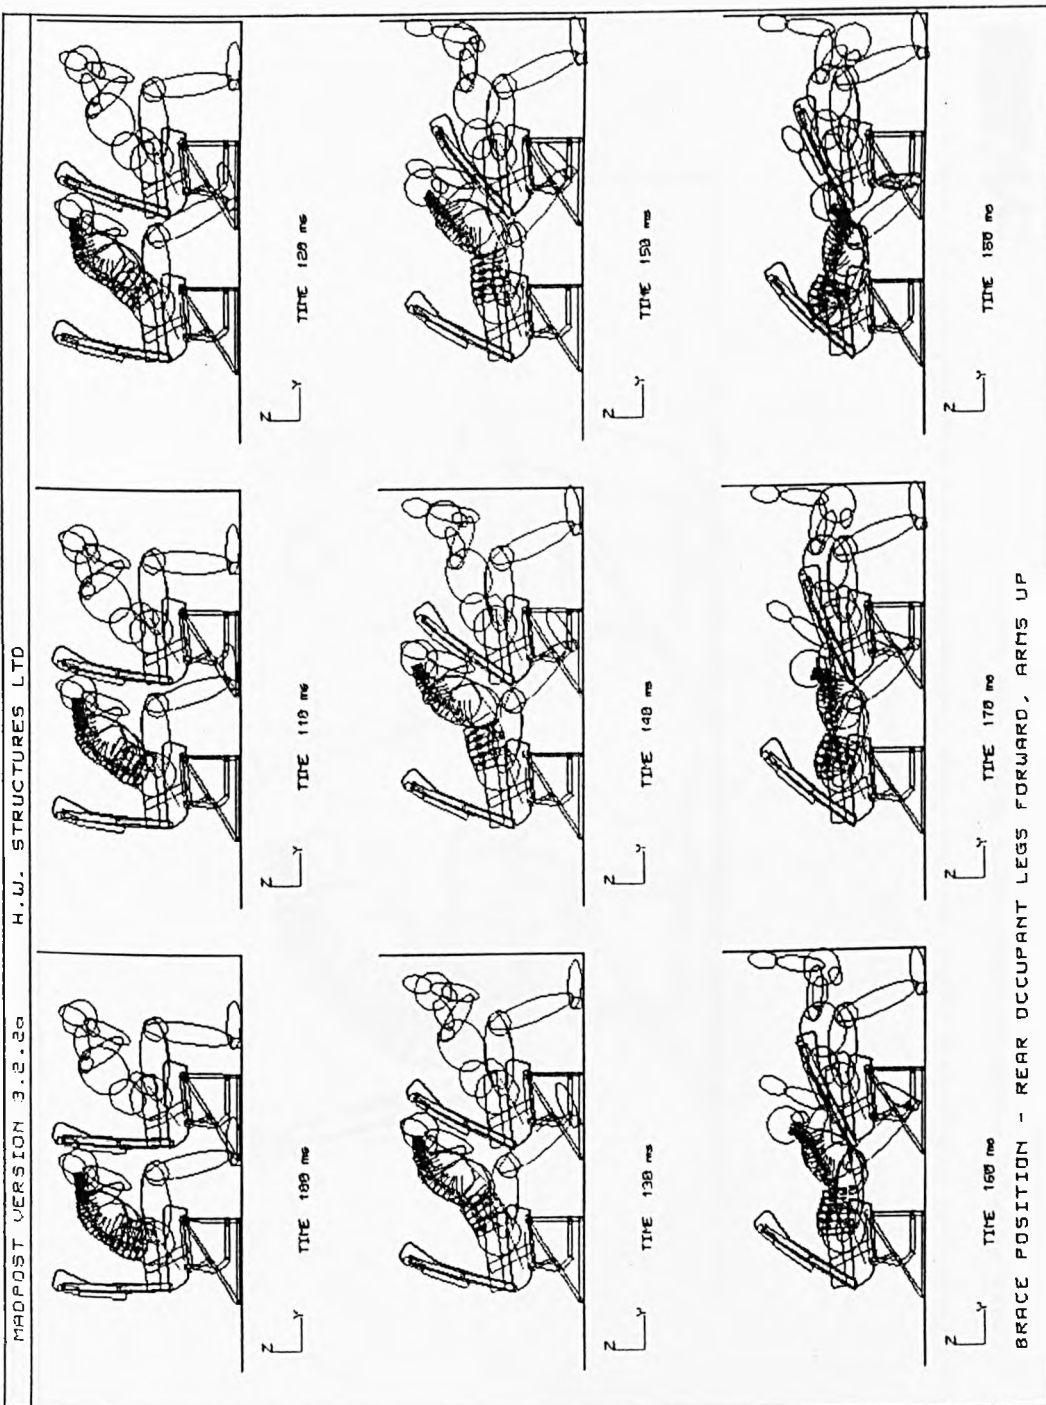 MADPOST VERSION 3.2.2a H.W. STRUCTURES LTD
Z
Y
TIME 100 ms
Z
Y
TIME 110 ms
Z
Y
TIME 120 ms
Z
Y
TIME 130 ms
Z
Y
TIME 140 ms
Z
Y
TIME 150 ms
Z
Y
TIME 160 ms
Z
Y
TIME 170 ms
Z
Y
TIME 180 ms
BRACE POSITION - REAR OCCUPANT LEGS FORWARD, ARMS UP